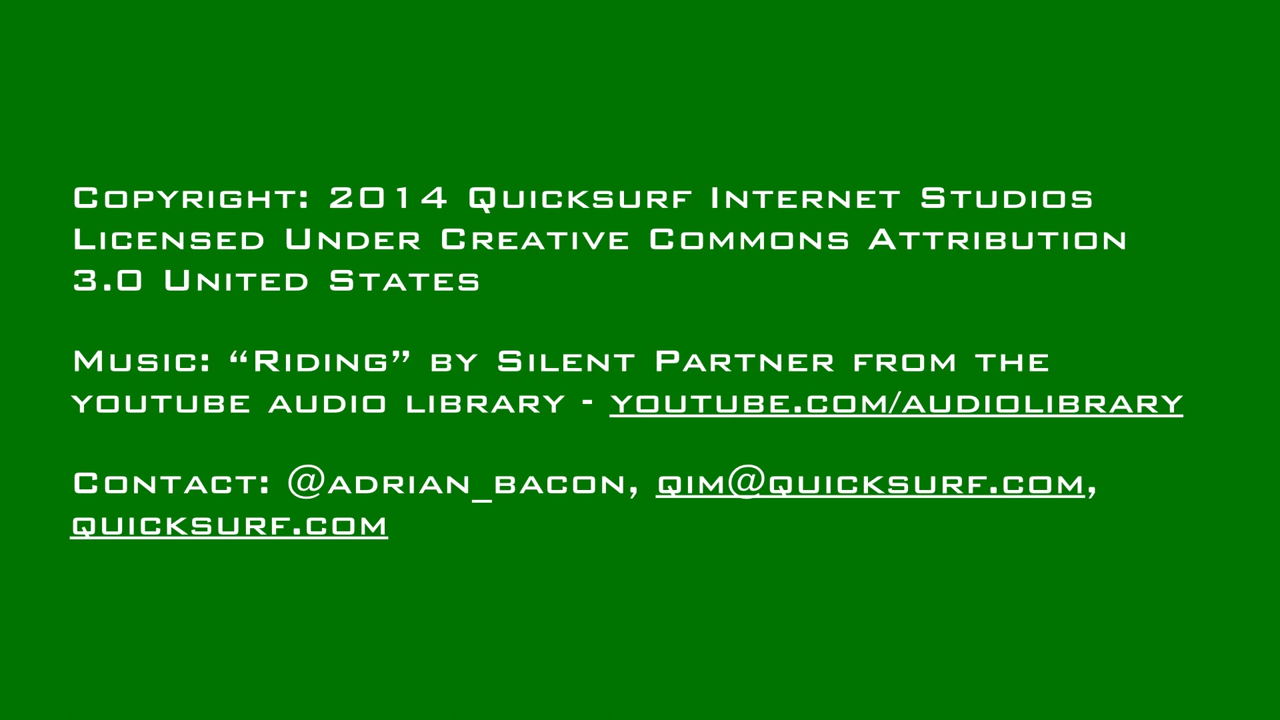 Copyright: 2014 Quicksurf Internet Studios
Licensed Under Creative Commons Attribution
3.0 United States
Music: “Riding” by Silent Partner from the
youtube audio library - youtube.com/audiolibrary
Contact: @adrian_bacon, qim@quicksurf.com,
quicksurf.com